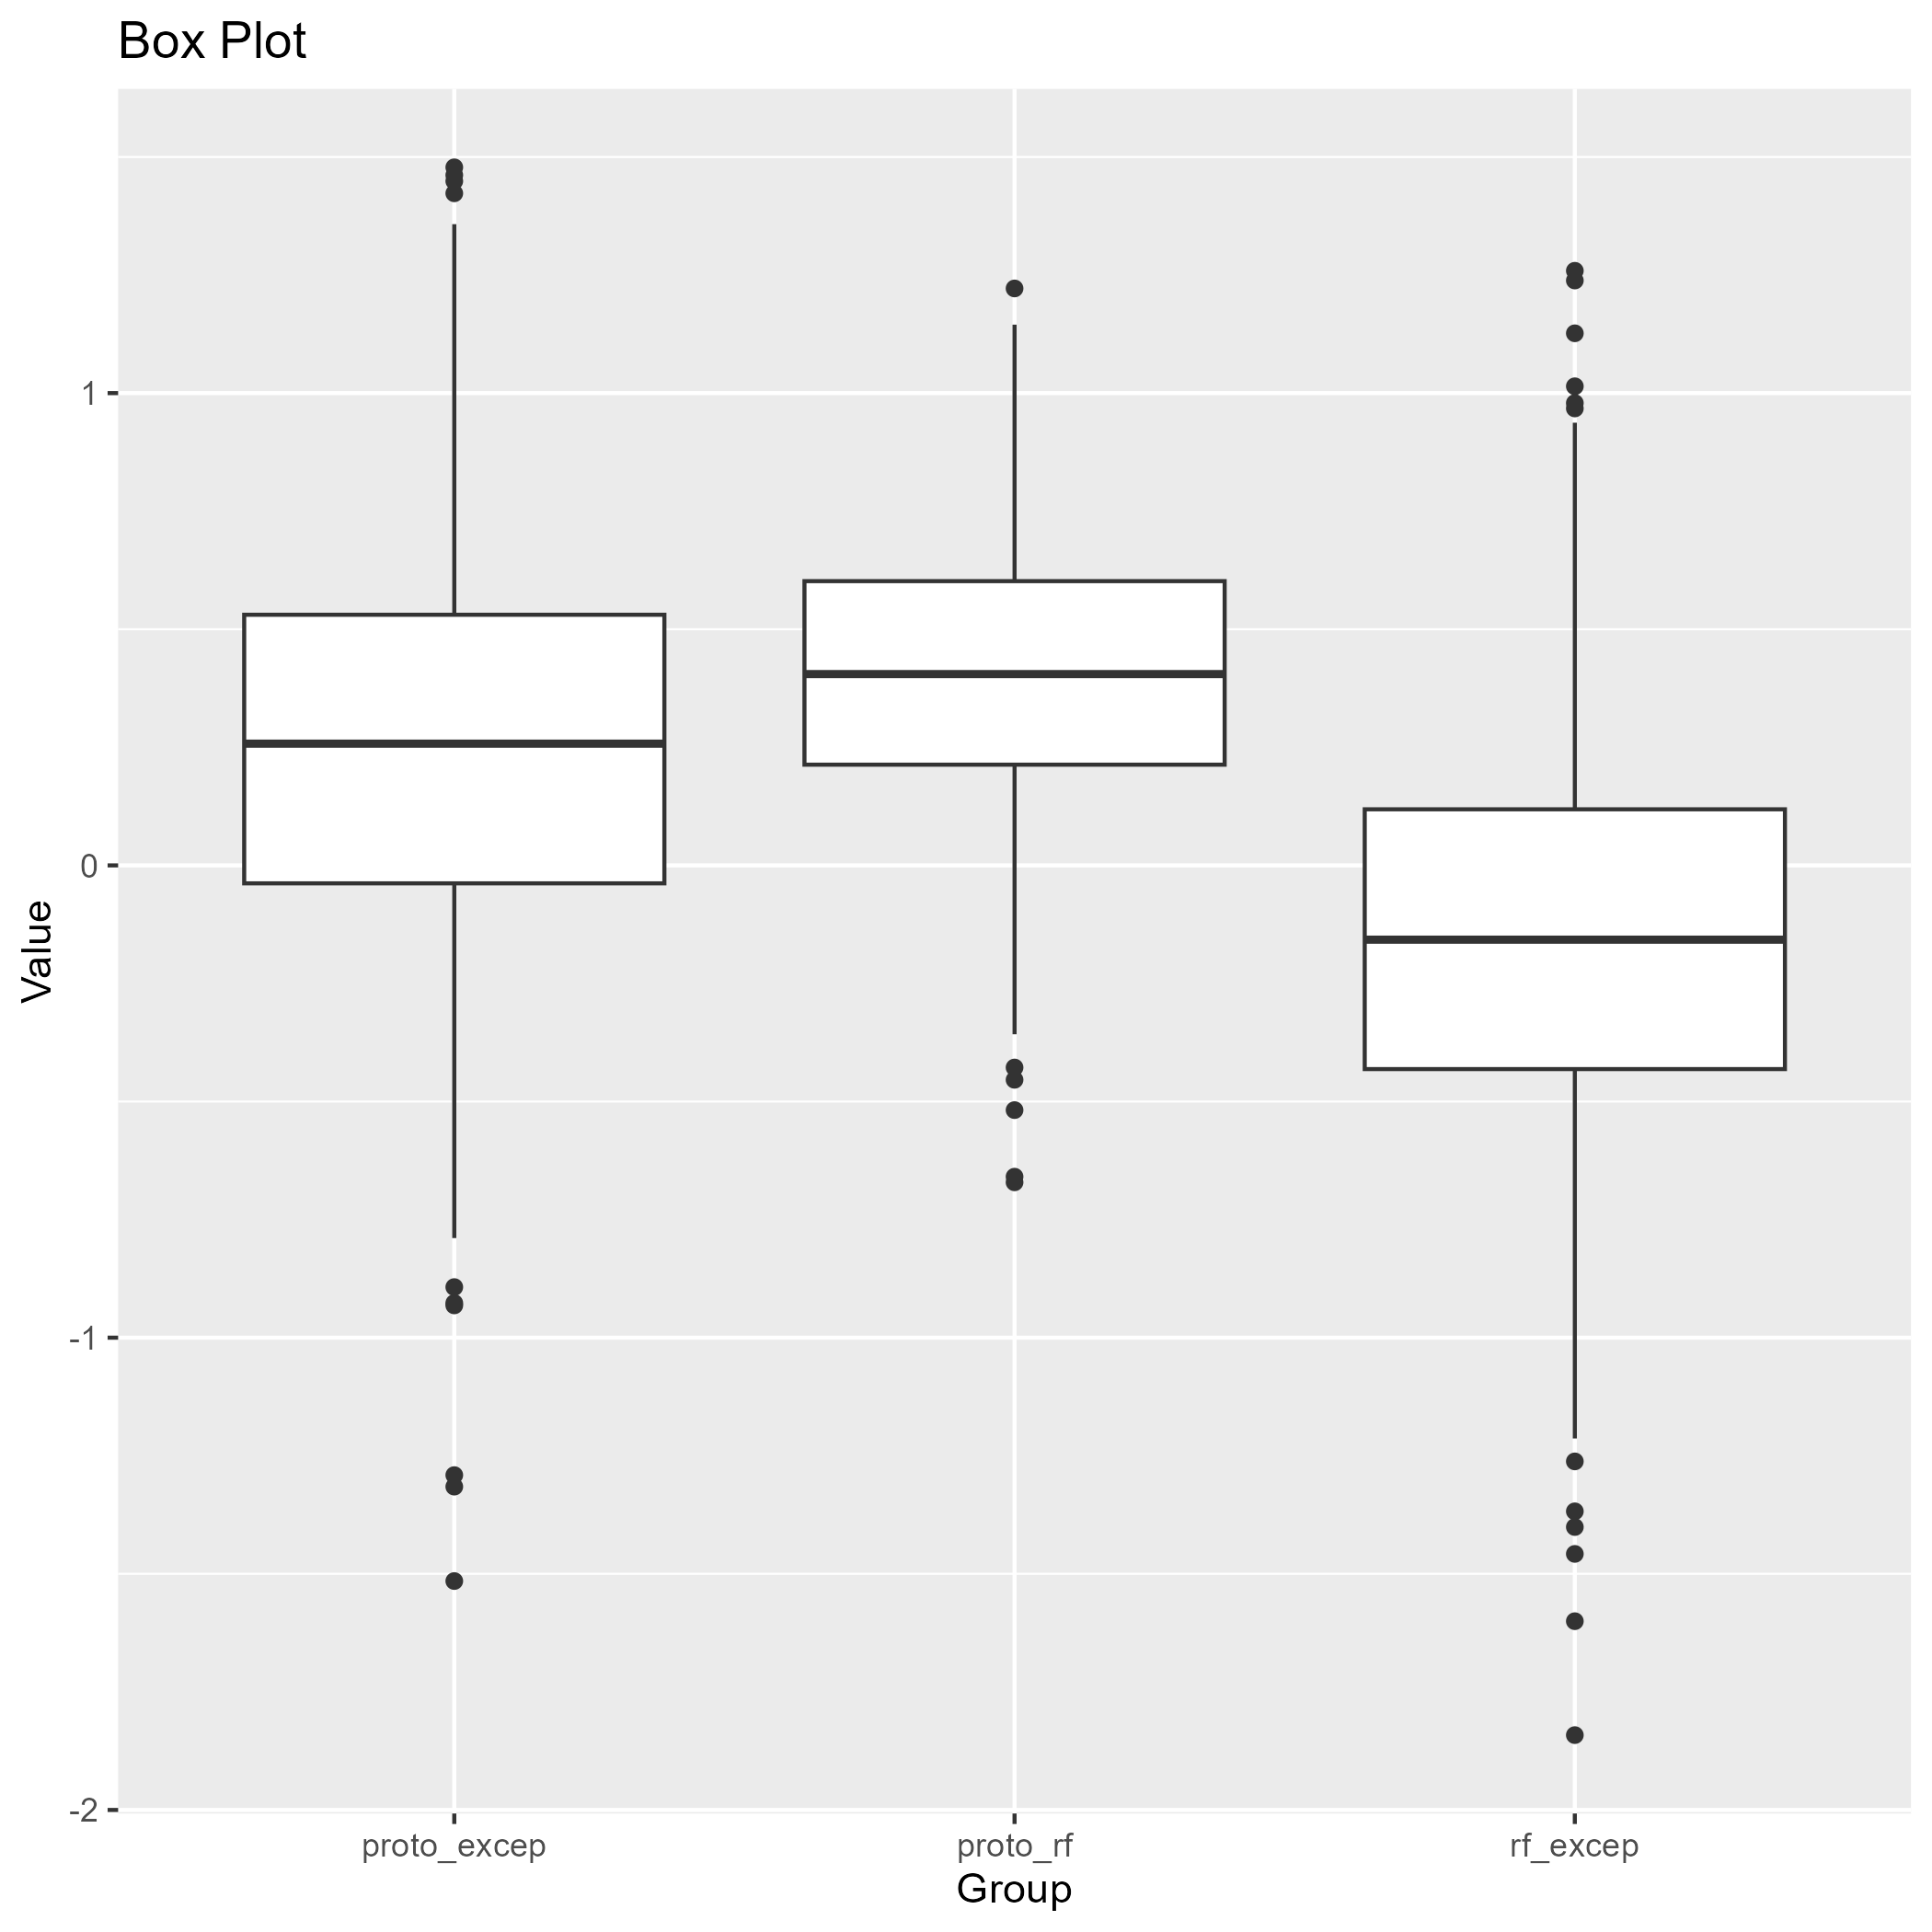 Box Plot
Value
1
0
-1
-2
proto_excep
proto_rf
rf_excep
Group